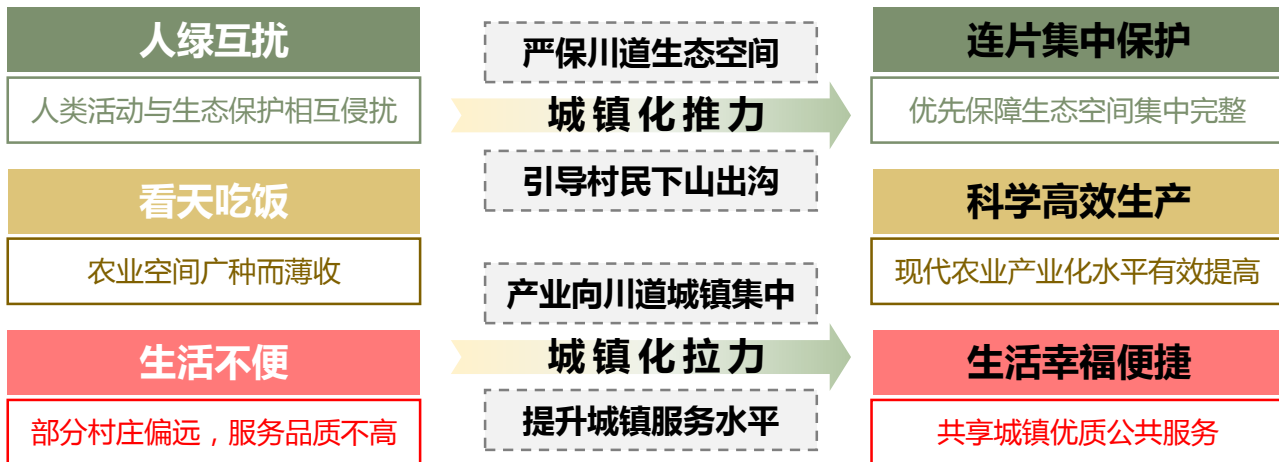 人绿互扰
人类活动与生态保护相互侵扰
看天吃饭
农业空间广种而薄收
生活不便
部分村庄偏远，服务品质不高
严保川道生态空间
城镇化推力
引导村民下山出沟
产业向川道城镇集中
城镇化拉力
提升城镇服务水平
连片集中保护
优先保障生态空间集中完整
科学高效生产
现代农业产业化水平有效提高
生活幸福便捷
共享城镇优质公共服务